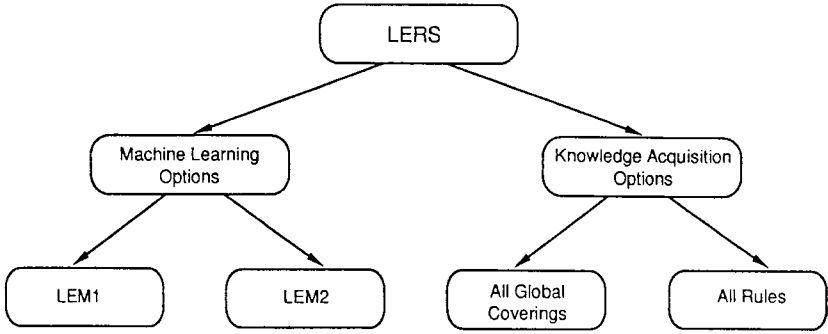 LERS
Machine Learning
Options
Knowledge Acquisition
Options
LEM1
LEM2
All Global
Coverings
All Rules